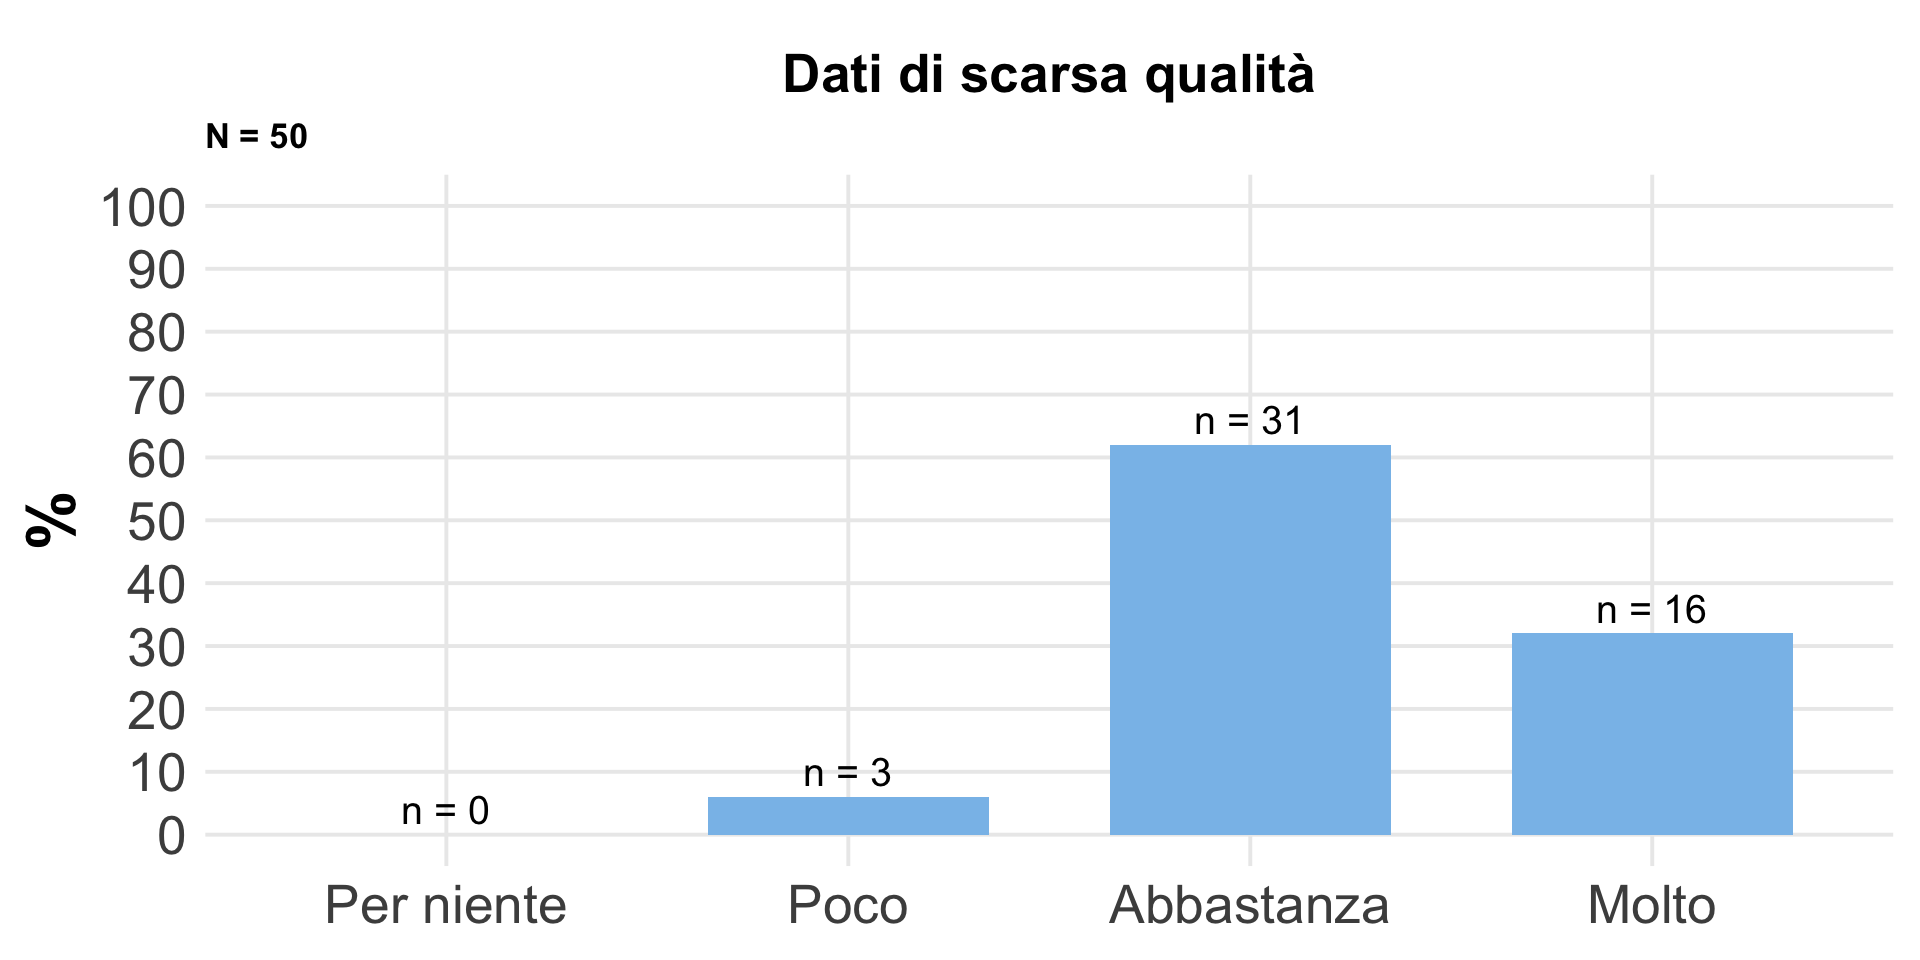 Dati di scarsa qualità
N = 50
100
90
80
70
60
50
40
30
20
10
0
%
n = 0
n = 3
n = 31
n = 16
Per niente
Poco
Abbastanza
Molto